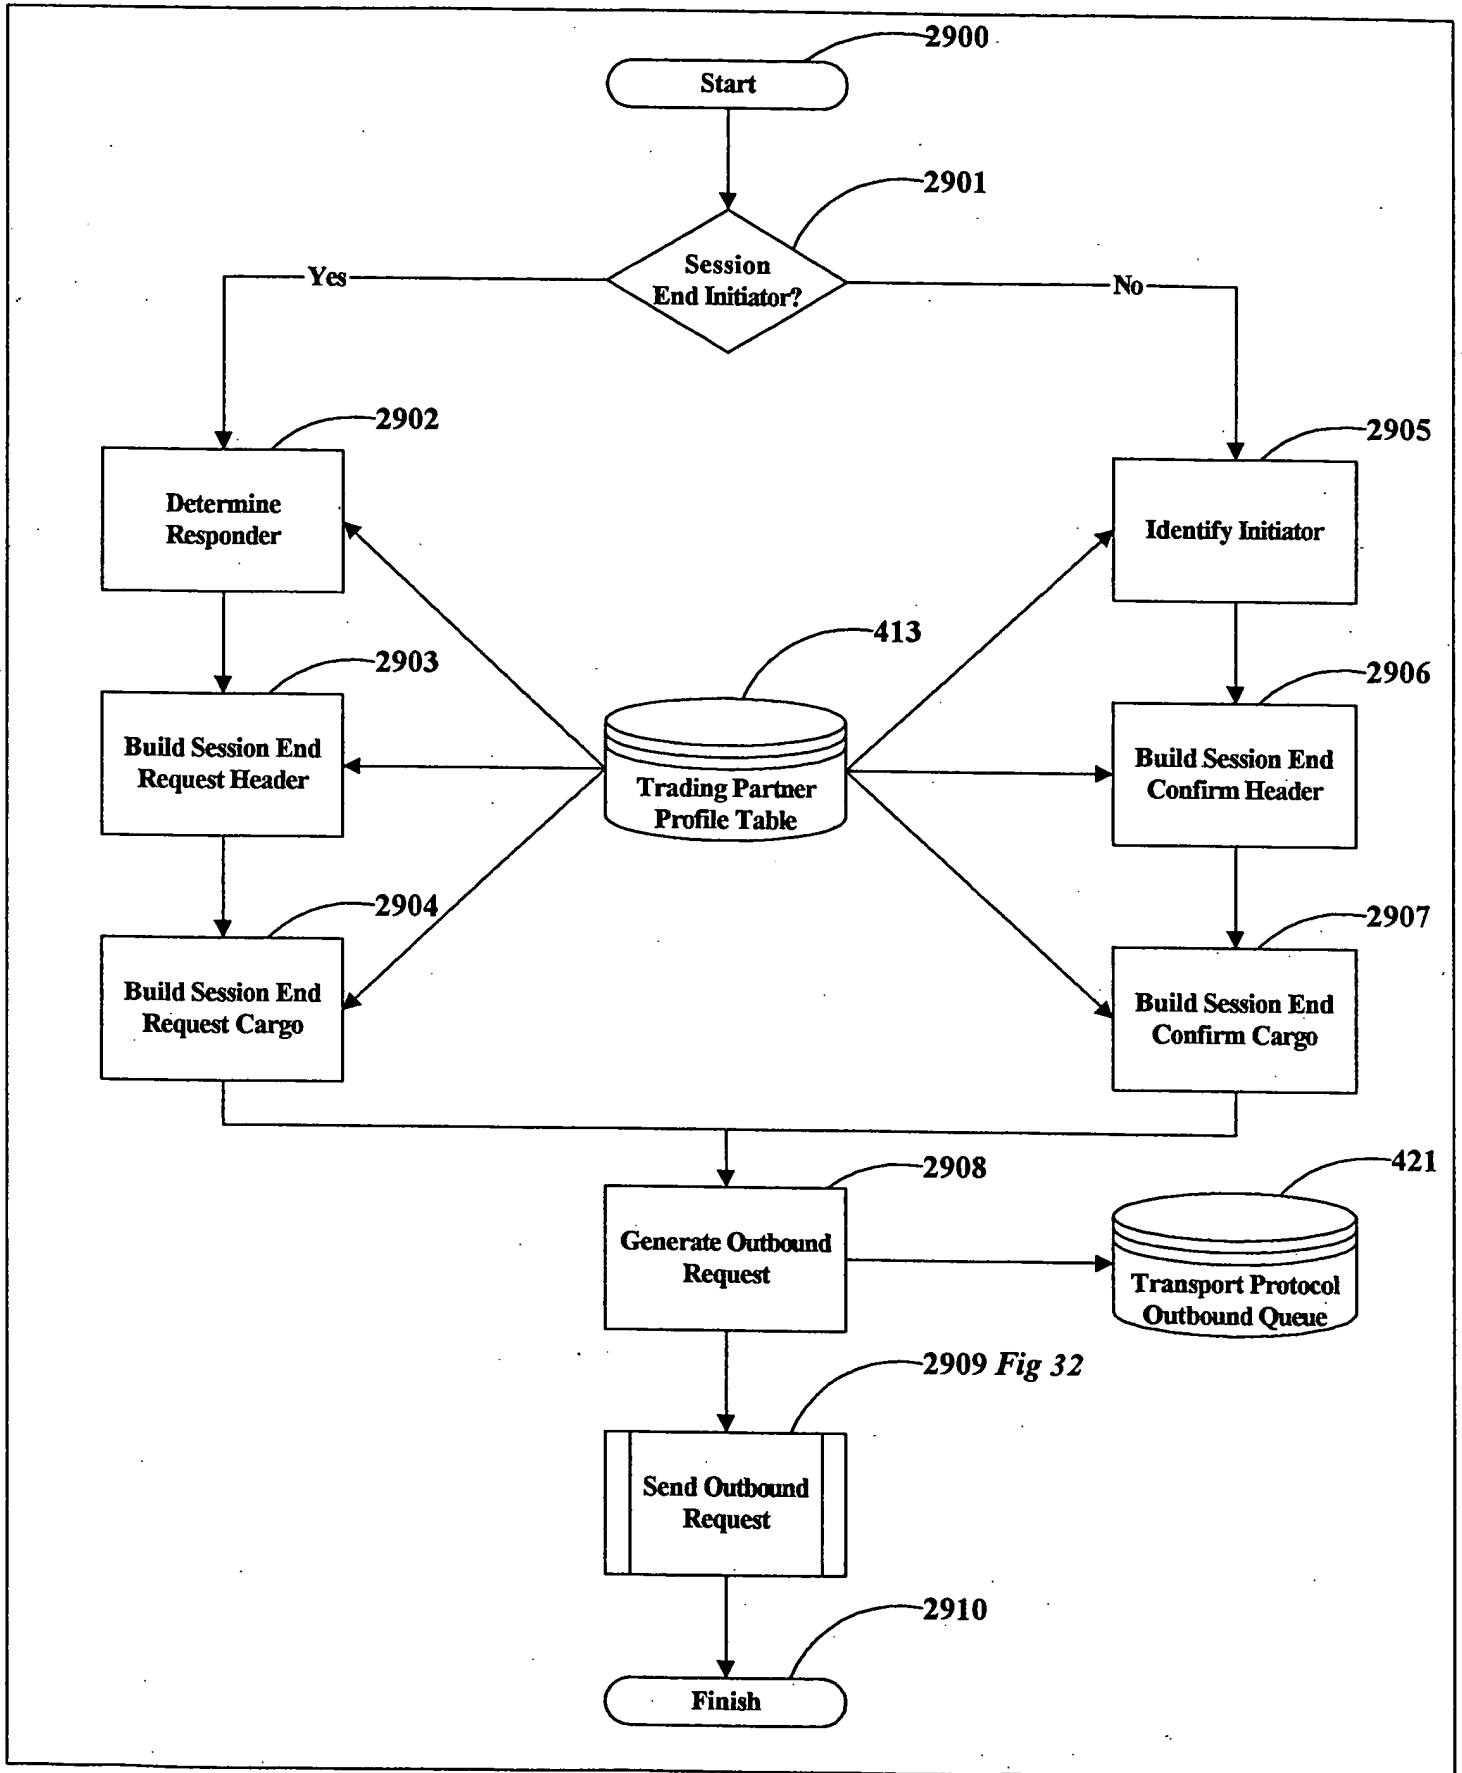 2900
Start
2901
Session
End Initiator?
Yes
No
2902
Determine
Responder
2905
Identify Initiator
413
Trading Partner
Profile Table
2903
Build Session End
Request Header
2906
Build Session End
Confirm Header
2904
Build Session End
Request Cargo
2907
Build Session End
Confirm Cargo
2908
Generate Outbound
Request
421
Transport Protocol
Outbound Queue
2909 Fig 32
Send Outbound
Request
2910
Finish